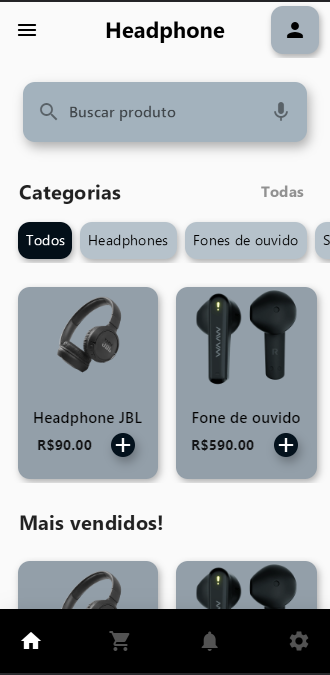 Headphone
Buscar produto
Categorias
Todas
Todos
Headphones
Fones de ouvido
S
Headphone JBL
Fone de ouvido
R$90.00
R$590.00
Mais vendidos!